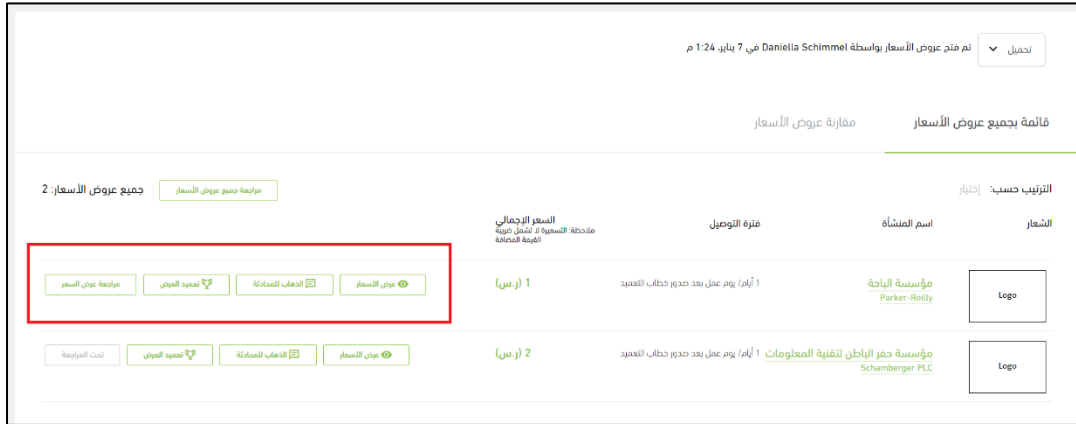 تحميل
تم فتح عروض الأسعار بواسطة Daniella Schimmel في 7 يناير، 1:24 م
قائمة بجميع عروض الأسعار
مقارنة عروض الأسعار
الترتيب حسب: إختيار
مراجعة جميع عروض الأسعار
جميع عروض الأسعار: 2
الشعار
اسم المنشأة
فترة التوصيل
السعر الإجمالي
ملاحظة: التسعيرة لا تشمل ضريبة
القيمة المضافة
Logo
مؤسسة الباحة
Parker-Reilly
1 أيام/ يوم عمل بعد صدور خطاب التعميد
1 (ر.س)
عرض الأسعار
الذهاب للمحادثة
تعميد العرض
مراجعة عرض السعر
Logo
مؤسسة حفر الباطن لتقنية المعلومات
Schamberger PLC
1 أيام/ يوم عمل بعد صدور خطاب التعميد
2 (ر.س)
عرض الأسعار
الذهاب للمحادثة
تعميد العرض
تحت المراجعة